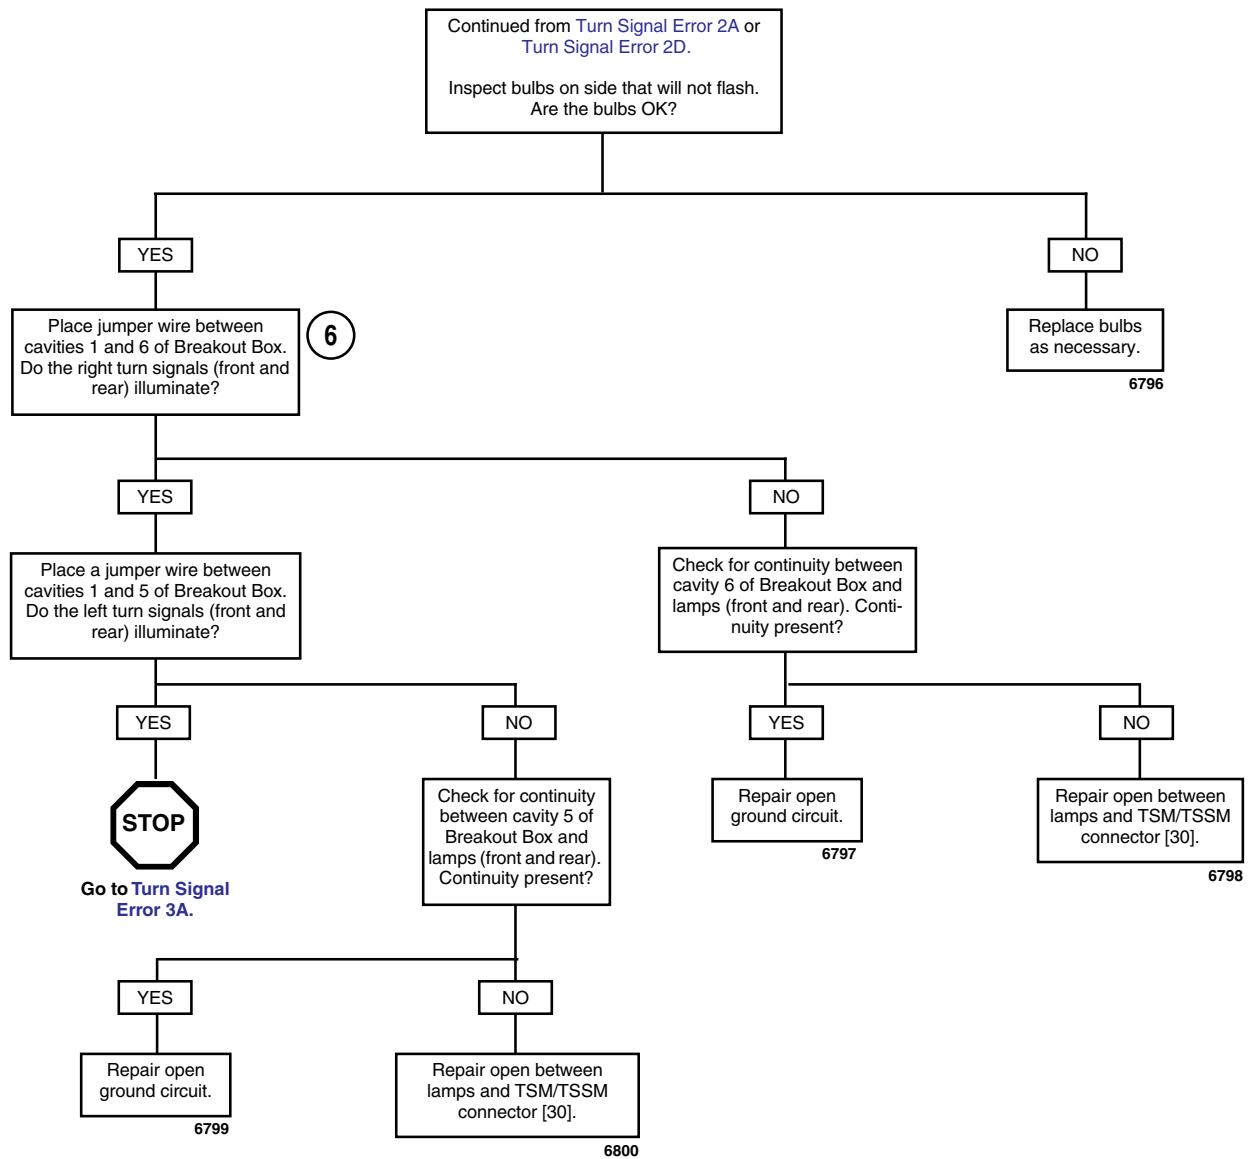 Continued from Turn Signal Error 2A or
Turn Signal Error 2D.
Inspect bulbs on side that will not flash.
Are the bulbs OK?
YES
NO
Place jumper wire between
cavities 1 and 6 of Breakout Box.
Do the right turn signals (front and
rear) illuminate?
6
Replace bulbs
as necessary.
6796
YES
NO
Place a jumper wire between
cavities 1 and 5 of Breakout Box.
Do the left turn signals (front and
rear) illuminate?
Check for continuity between
cavity 6 of Breakout Box and
lamps (front and rear). Conti-
nuity present?
YES
NO
YES
NO
STOP
Go to Turn Signal
Error 3A.
Check for continuity
between cavity 5 of
Breakout Box and
lamps (front and rear).
Continuity present?
Repair open
ground circuit.
6797
Repair open between
lamps and TSM/TSSM
connector [30].
6798
YES
NO
Repair open
ground circuit.
6799
Repair open between
lamps and TSM/TSSM
connector [30].
6800